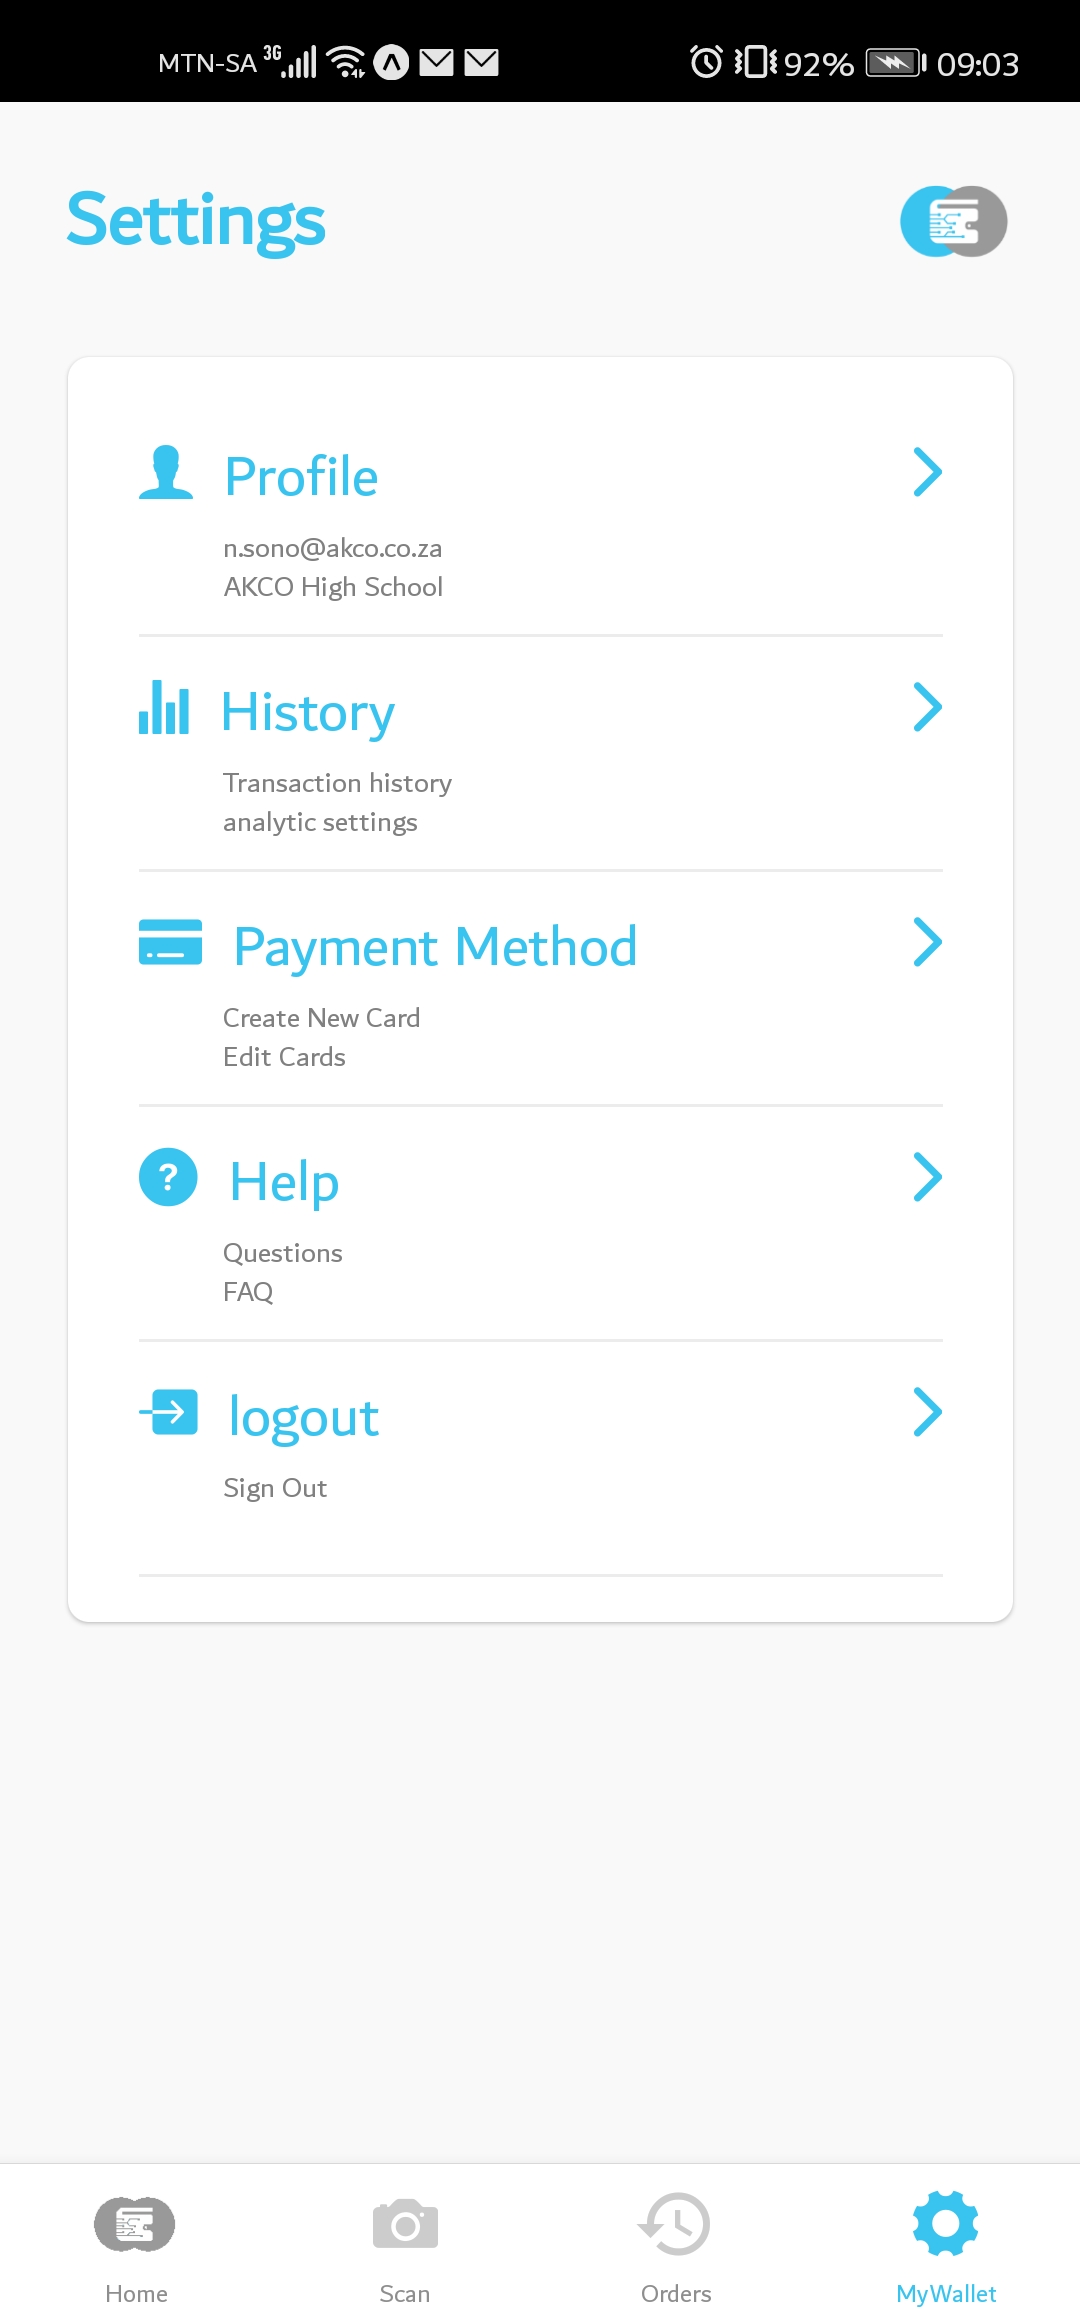 MTN-SA 3G 92% 09:03
Settings
Profile
n.sono@akco.co.za
AKCO High School
History
Transaction history
analytic settings
Payment Method
Create New Card
Edit Cards
? Help
Questions
FAQ
logout
Sign Out
Home Scan Orders MyWallet